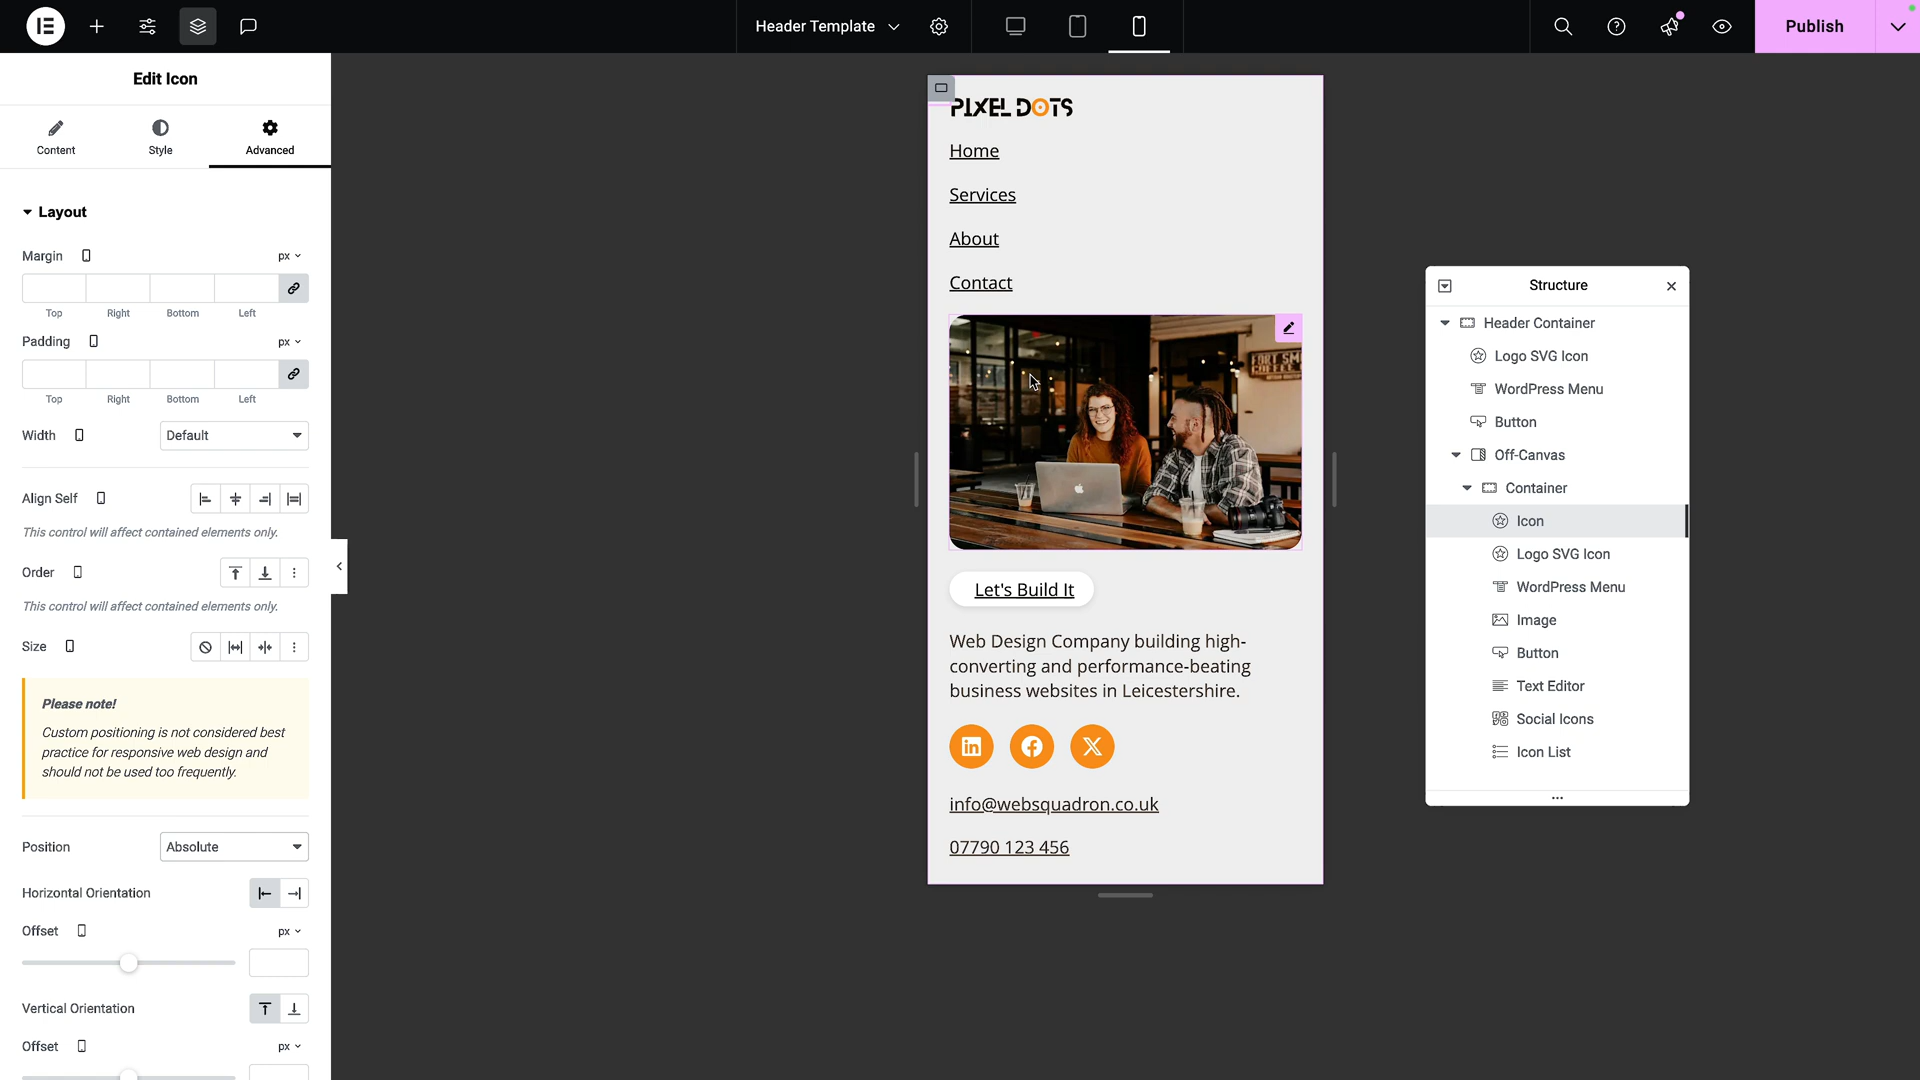 Header Template
Publish
Edit Icon
Content
Style
Advanced
Layout
Margin
px
Top
Right
Bottom
Left
Padding
px
Top
Right
Bottom
Left
Width
Default
Align Self
This control will affect contained elements only.
Order
This control will affect contained elements only.
Size
Please note!
Custom positioning is not considered best
practice for responsive web design and
should not be used too frequently.
Position
Absolute
Horizontal Orientation
Offset
px
Vertical Orientation
Offset
px
PIXEL DOTS
Home
Services
About
Contact
FORT SM
COFFEE
Let's Build It
Web Design Company building high-
converting and performance-beating
business websites in Leicestershire.
info@websquadron.co.uk
07790 123 456
Structure
Header Container
Logo SVG Icon
WordPress Menu
Button
Off-Canvas
Container
Icon
Logo SVG Icon
WordPress Menu
Image
Button
Text Editor
Social Icons
Icon List